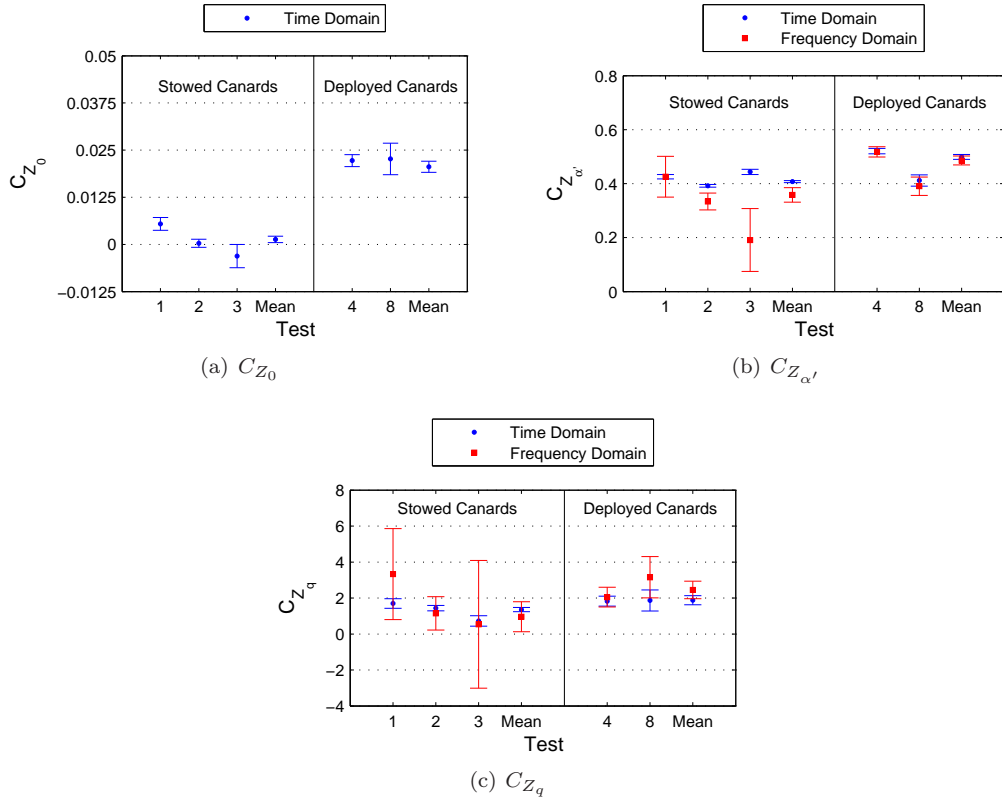 Time Domain
0.05
0.0375
0.025
0.0125
0
−0.0125
C_{Z_0}
Stowed Canards
Deployed Canards
1 2 3 Mean 4 8 Mean
Test
(a) C_{Z_0}
Time Domain
Frequency Domain
0.8
0.6
0.4
0.2
0
C_{Z_{α'}}
Stowed Canards
Deployed Canards
1 2 3 Mean 4 8 Mean
Test
(b) C_{Z_{α'}}
Time Domain
Frequency Domain
8
6
4
2
0
−2
−4
C_{Z_q}
Stowed Canards
Deployed Canards
1 2 3 Mean 4 8 Mean
Test
(c) C_{Z_q}